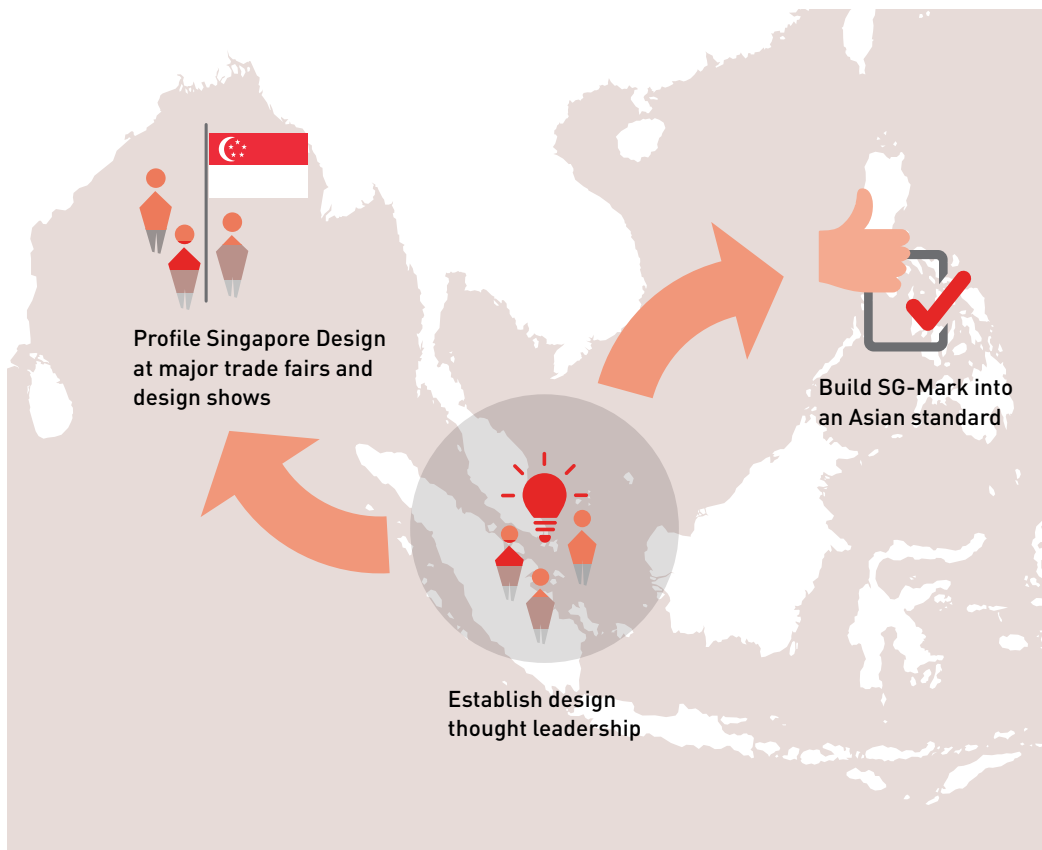 Profile Singapore Design
at major trade fairs and
design shows
Build SG-Mark into
an Asian standard
Establish design
thought leadership